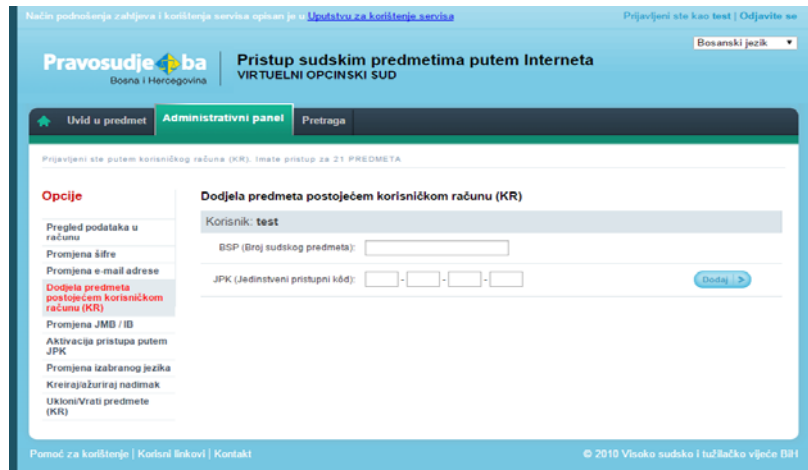 Način podnošenja zahtjeva i korištenja servisa opisan je u Uputstvu za korištenje servisa
Prijavljeni ste kao test | Odjavite se
Bosanski jezik
Pravosudje ba
Bosna i Hercegovina
Pristup sudskim predmetima putem Interneta
VIRTUELNI OPCINSKI SUD
Uvid u predmet
Administrativni panel
Pretraga
Prijavljeni ste putem korisničkog računa (KR). Imate pristup za 21 PREDMETA
Opcije
Pregled podataka u
računu
Promjena šifre
Promjena e-mail adrese
Dodjela predmeta
postojećem korisničkom
računu (KR)
Promjena JMB / IB
Aktivacija pristupa putem
JPK
Promjena izabranog jezika
Kreiraj/ažuriraj nadimak
Ukloni/Vrati predmete
(KR)
Dodjela predmeta postojećem korisničkom računu (KR)
Korisnik: test
BSP (Broj sudskog predmeta):
JPK (Jedinstveni pristupni kôd):
- - -
Dodaj
Pomoć za korištenje | Korisni linkovi | Kontakt
© 2010 Visoko sudsko i tužilačko vijeće BiH